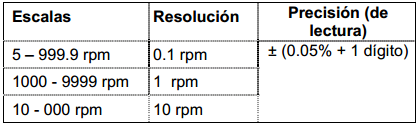 Escalas Resolución Precisión (de lectura)
5 – 999.9 rpm 0.1 rpm ± (0.05% + 1 dígito)
1000 - 9999 rpm 1 rpm
10 - 000 rpm 10 rpm